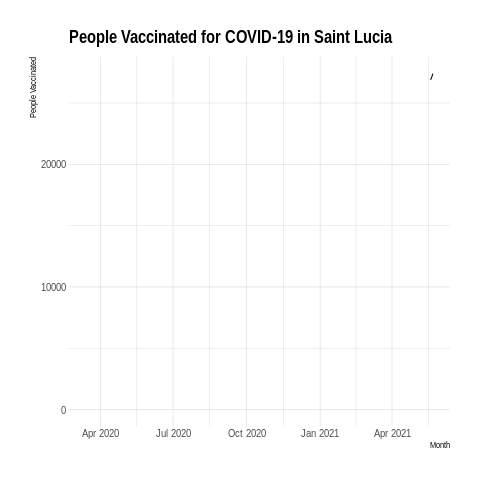 People Vaccinated for COVID-19 in Saint Lucia
People Vaccinated
20000
10000
0
Apr 2020 Jul 2020 Oct 2020 Jan 2021 Apr 2021
Month